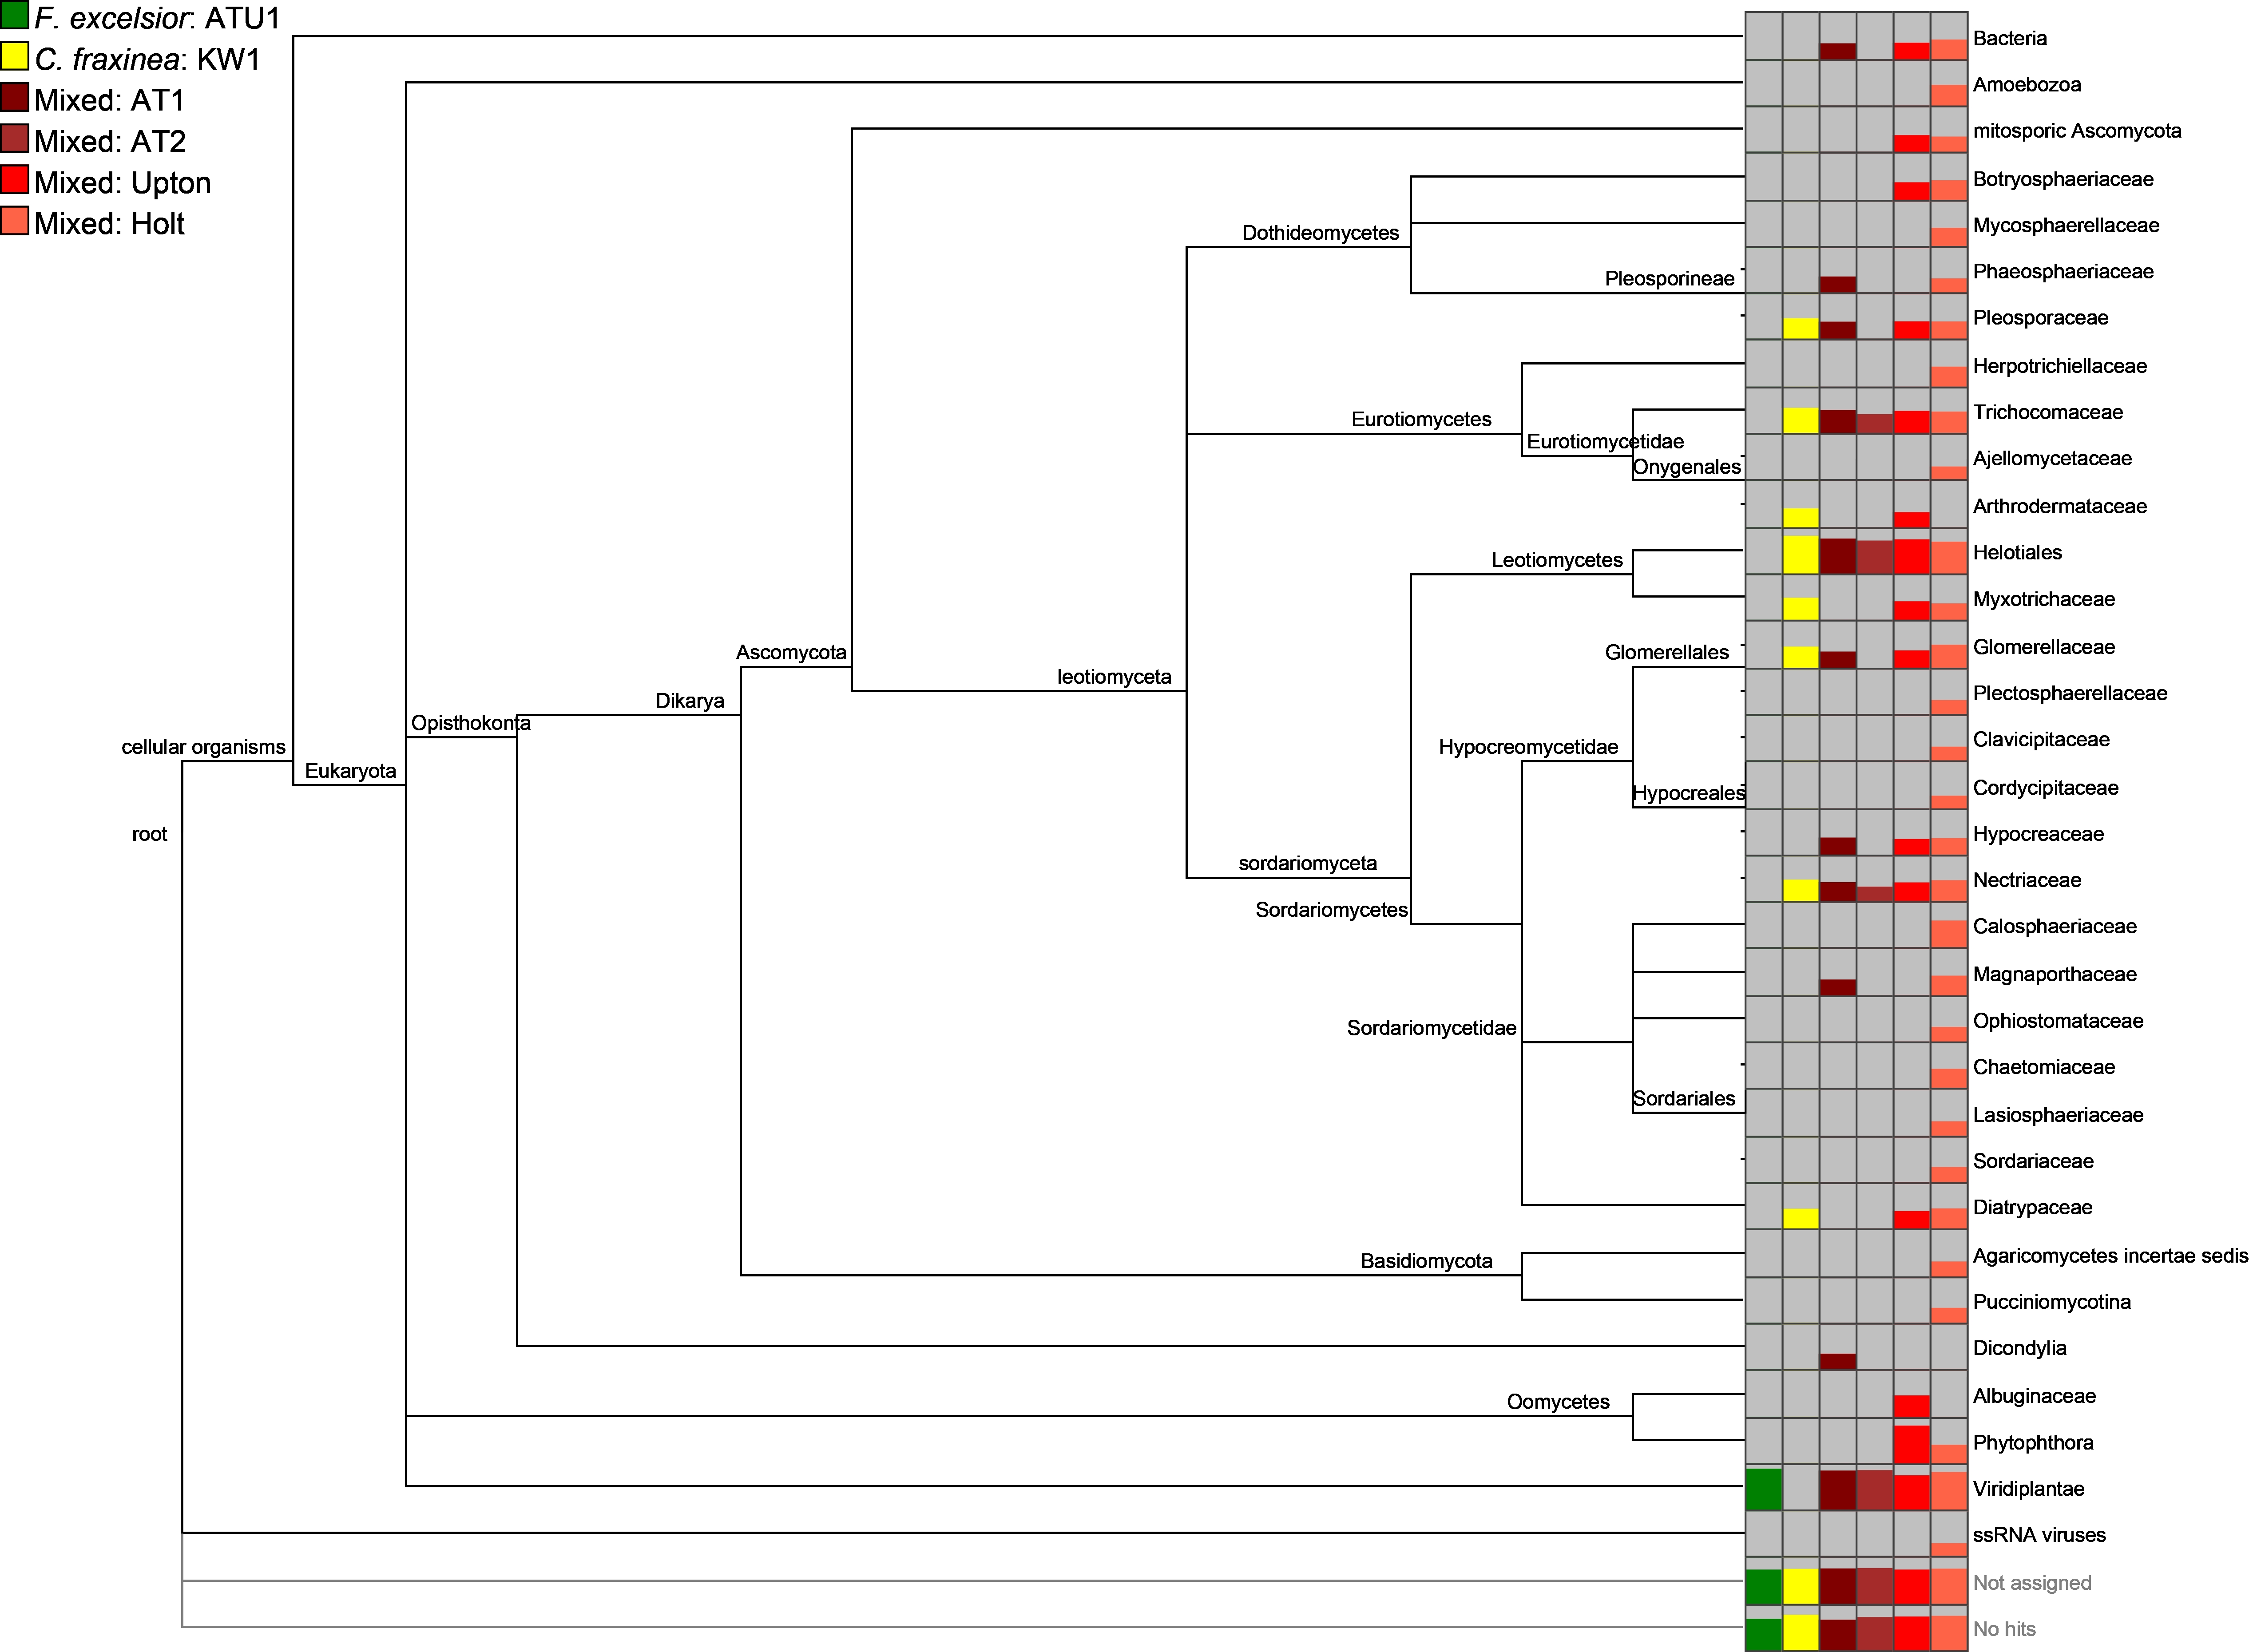 F. excelsior: ATU1
C. fraxinea: KW1
Mixed: AT1
Mixed: AT2
Mixed: Upton
Mixed: Holt
root
cellular organisms
Eukaryota
Opisthokonta
Dikarya
Ascomycota
leotiomyceta
Dothideomycetes
Pleosporineae
Eurotiomycetes
Eurotiomycetidae
Onygenales
Leotiomycetes
Glomerellales
Hypocreomycetidae
Hypocreales
sordariomyceta
Sordariomycetes
Sordariomycetidae
Sordariales
Basidiomycota
Oomycetes
Bacteria
Amoebozoa
mitosporic Ascomycota
Botryosphaeriaceae
Mycosphaerellaceae
Phaeosphaeriaceae
Pleosporaceae
Herpotrichiellaceae
Trichocomaceae
Ajellomycetaceae
Arthrodermataceae
Helotiales
Myxotrichaceae
Glomerellaceae
Plectosphaerellaceae
Clavicipitaceae
Cordycipitaceae
Hypocreaceae
Nectriaceae
Calosphaeriaceae
Magnaporthaceae
Ophiostomataceae
Chaetomiaceae
Lasiosphaeriaceae
Sordariaceae
Diatrypaceae
Agaricomycetes incertae sedis
Pucciniomycotina
Dicondylia
Albuginaceae
Phytophthora
Viridiplantae
ssRNA viruses
Not assigned
No hits